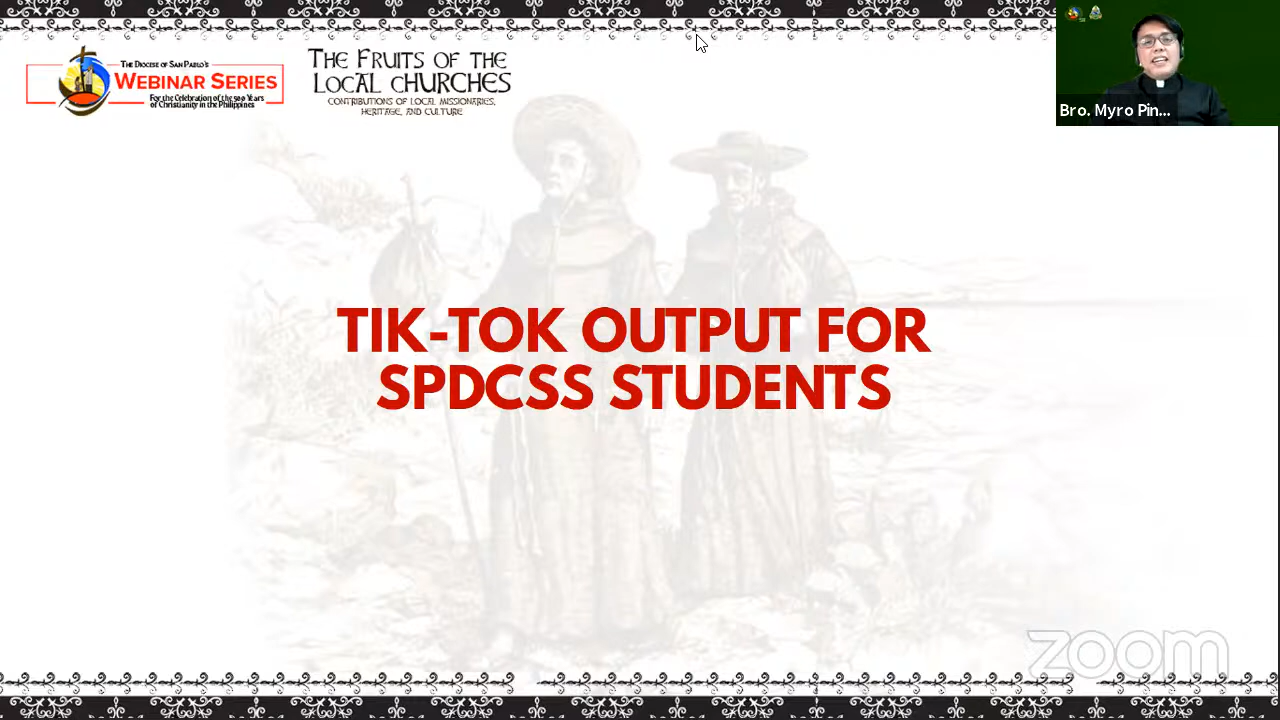 THE DIOCESE OF SAN PABLO'S
WEBINAR SERIES
For the Celebration of the 500 Years
of Christianity in the Philippines
THE FRUITS OF THE
LOCAL CHURCHES
CONTRIBUTIONS OF LOCAL MISSIONARIES,
HERITAGE, AND CULTURE
Bro. Myro Pin...
TIK-TOK OUTPUT FOR
SPDCSS STUDENTS
zoom